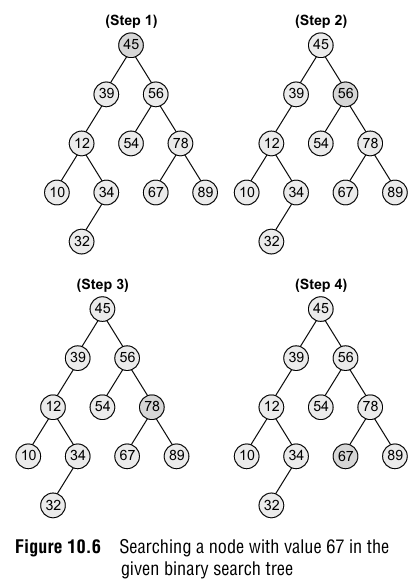 (Step 1)
45
39 56
12 54 78
10 34 67 89
32
(Step 2)
45
39 56
12 54 78
10 34 67 89
32
(Step 3)
45
39 56
12 54 78
10 34 67 89
32
(Step 4)
45
39 56
12 54 78
10 34 67 89
32
Figure 10.6 Searching a node with value 67 in the
given binary search tree